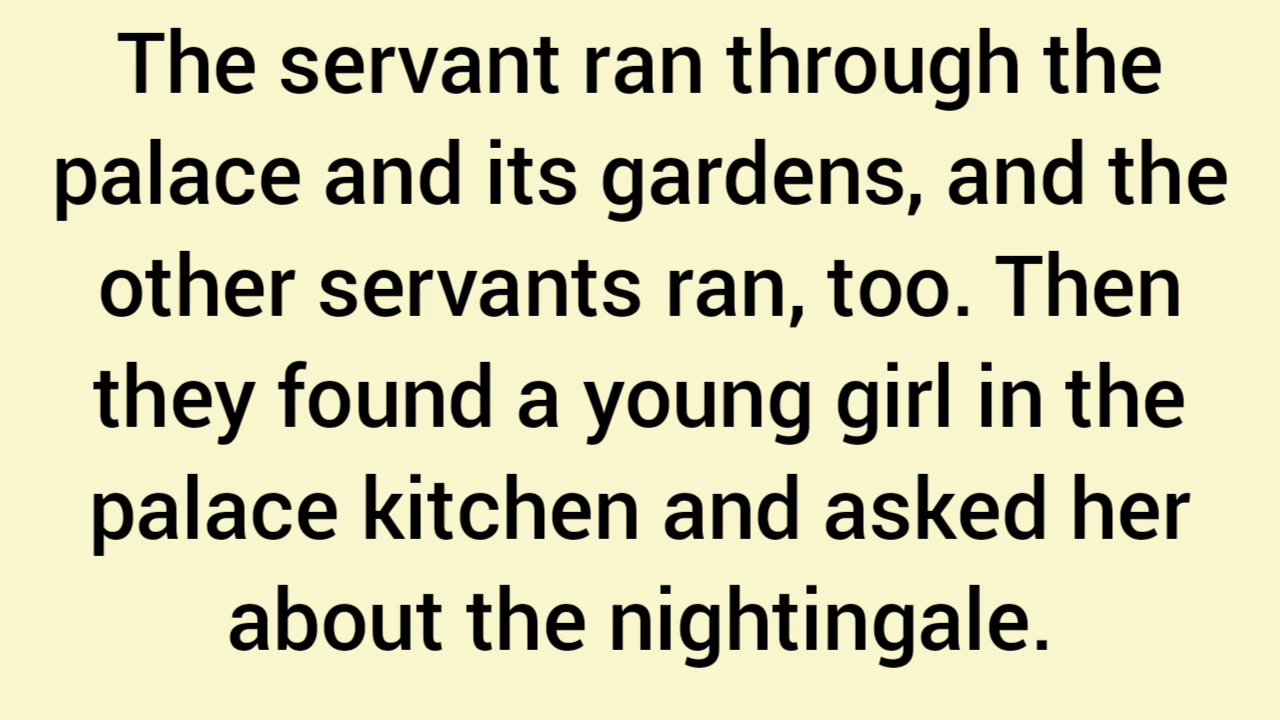 The servant ran through the
palace and its gardens, and the
other servants ran, too. Then
they found a young girl in the
palace kitchen and asked her
about the nightingale.